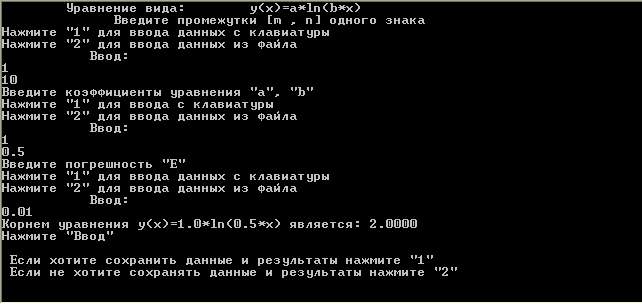 Уравнение вида: y(x)=a*ln(b*x)
Введите промежутки [m , n] одного знака
Нажмите "1" для ввода данных с клавиатуры
Нажмите "2" для ввода данных из файла
Ввод:
1
10
Введите коэффициенты уравнения "a", "b"
Нажмите "1" для ввода с клавиатуры
Нажмите "2" для ввода данных из файла
Ввод:
1
0.5
Введите погрешность "E"
Нажмите "1" для ввода данных с клавиатуры
Нажмите "2" для ввода данных из файла
Ввод:
0.01
Корнем уравнения y(x)=1.0*ln(0.5*x) является: 2.0000
Нажмите "Ввод"
Если хотите сохранить данные и результаты нажмите "1"
Если не хотите сохранять данные и результаты нажмите "2"